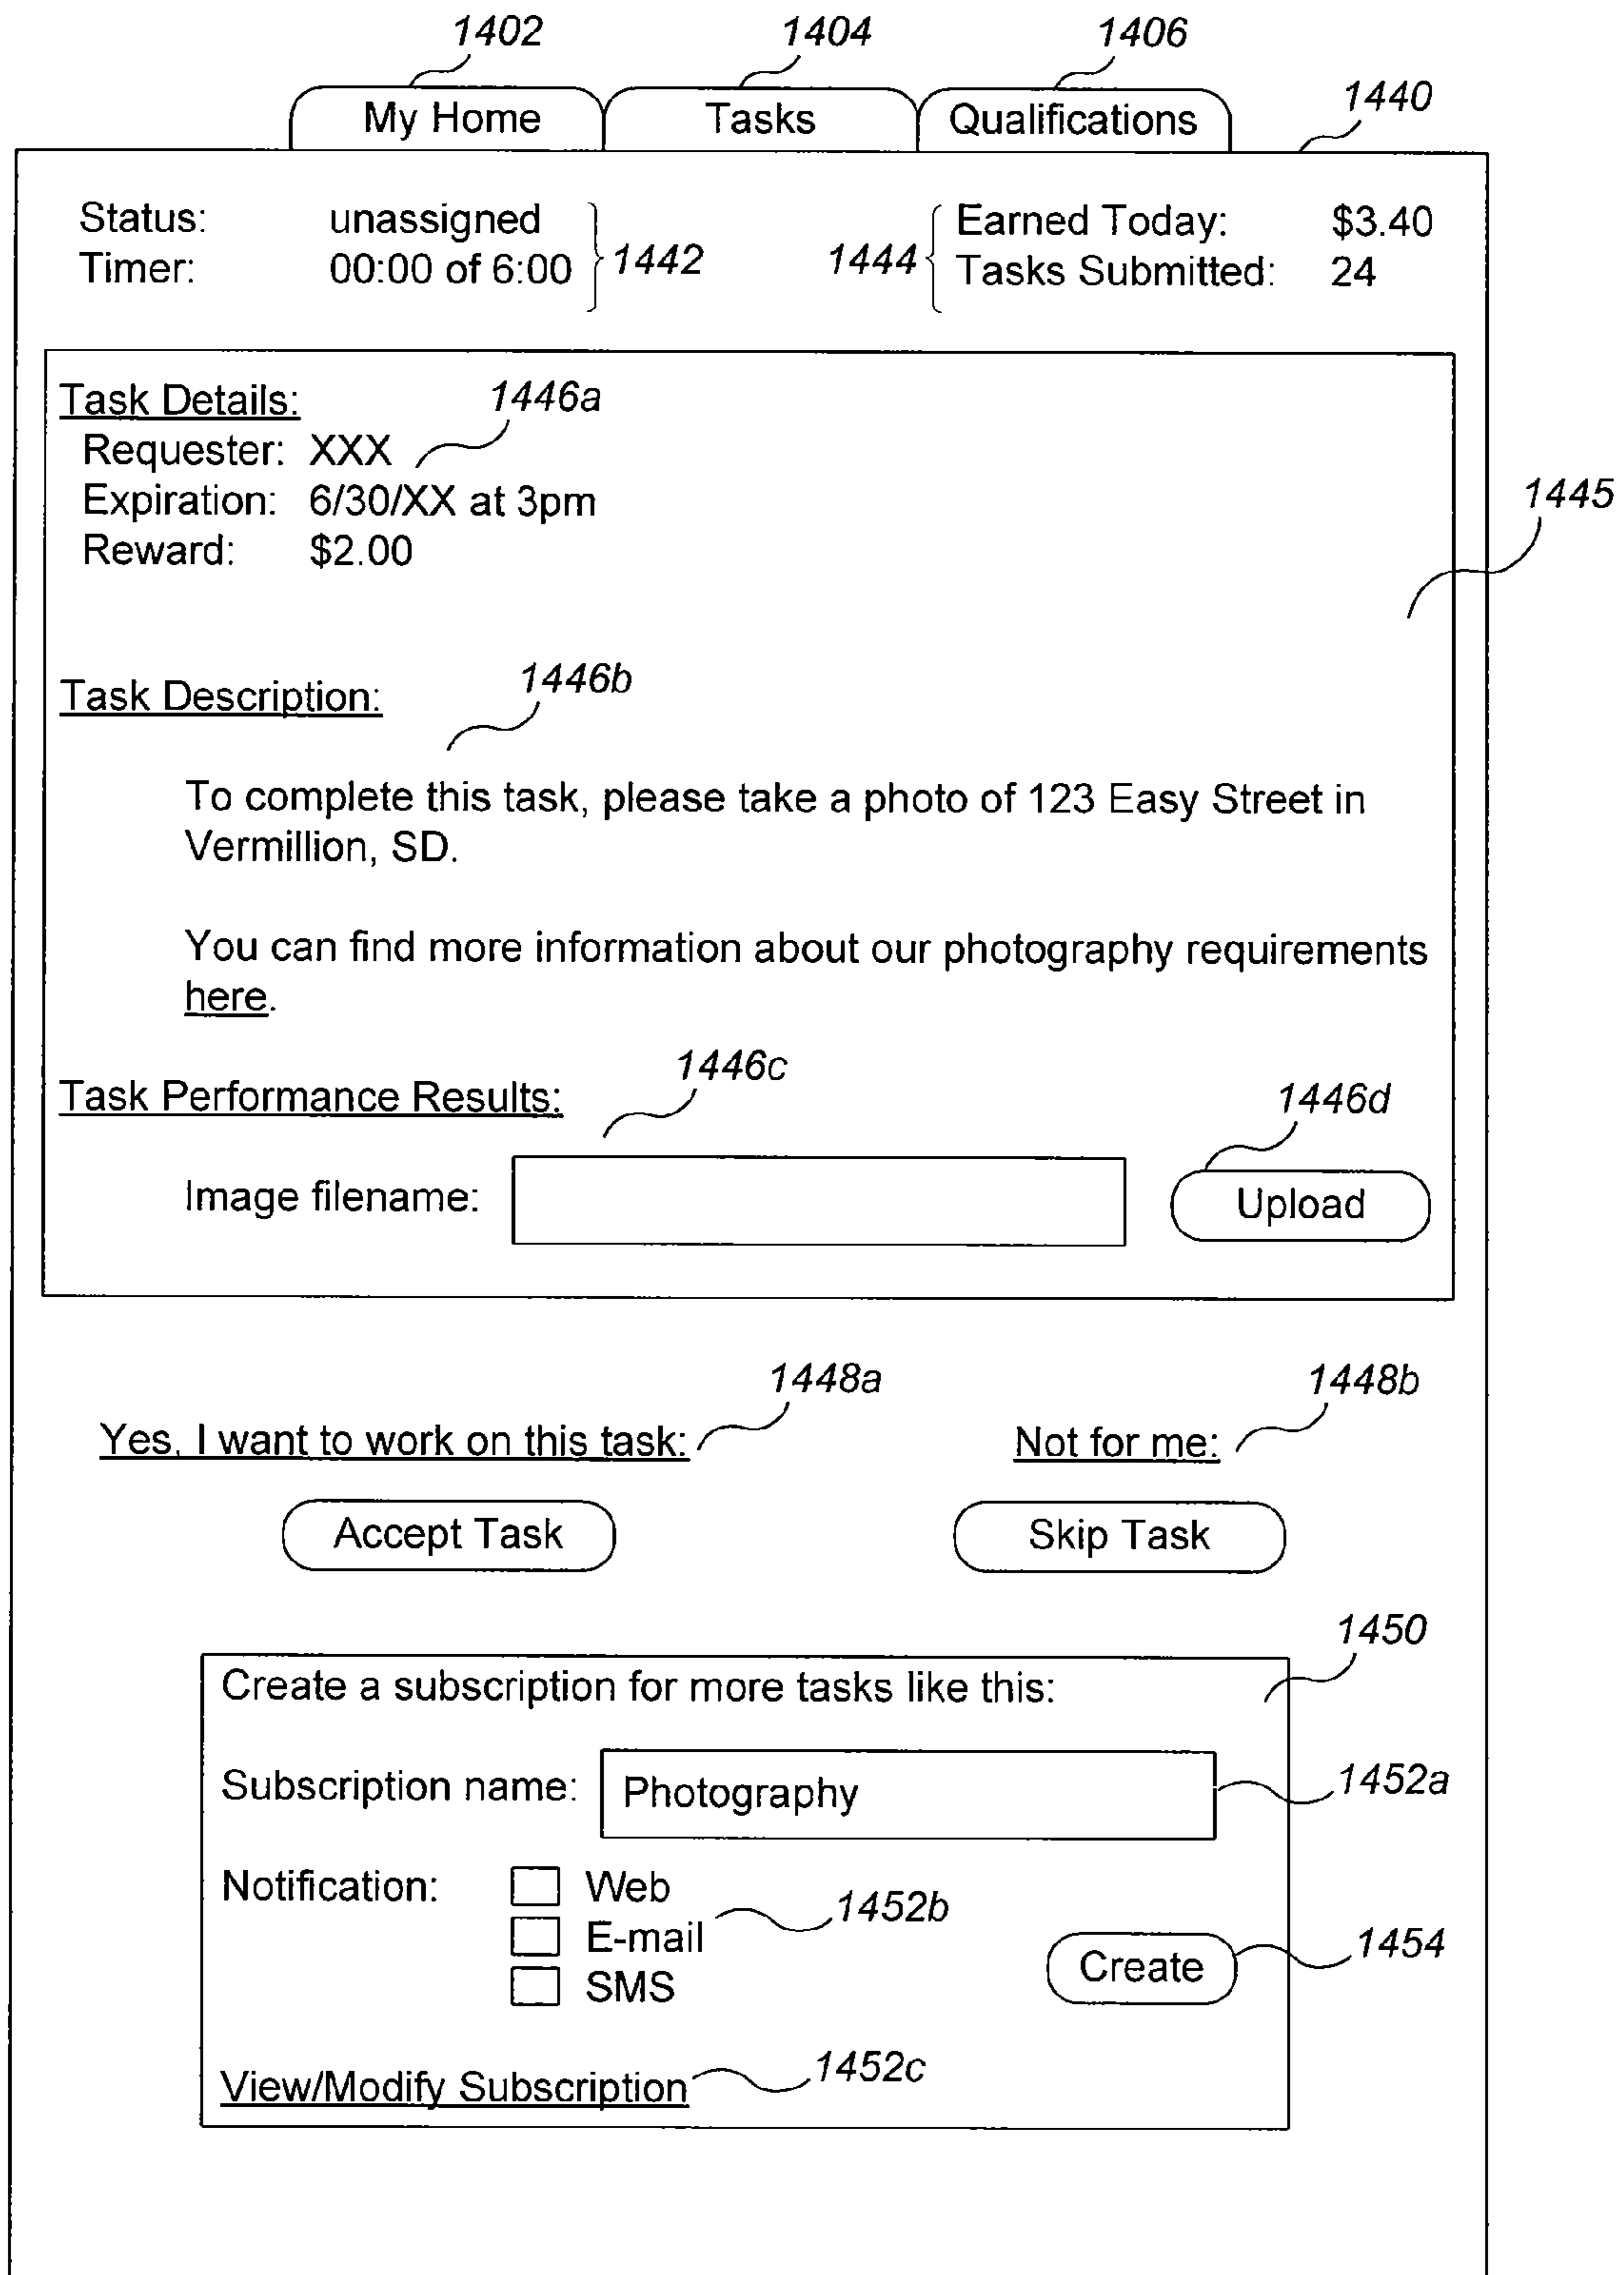 1402 1404 1406
My Home Tasks Qualifications 1440
Status: unassigned 1442 1444 Earned Today: $3.40
Timer: 00:00 of 6:00 Tasks Submitted: 24
Task Details: 1446a
Requester: XXX
Expiration: 6/30/XX at 3pm 1445
Reward: $2.00
Task Description: 1446b
To complete this task, please take a photo of 123 Easy Street in
Vermillion, SD.
You can find more information about our photography requirements
here.
Task Performance Results: 1446c 1446d
Image filename: Upload
1448a 1448b
Yes, I want to work on this task: Not for me:
Accept Task Skip Task
1450
Create a subscription for more tasks like this:
Subscription name: Photography 1452a
Notification: Web
E-mail 1452b
SMS
Create 1454
View/Modify Subscription 1452c